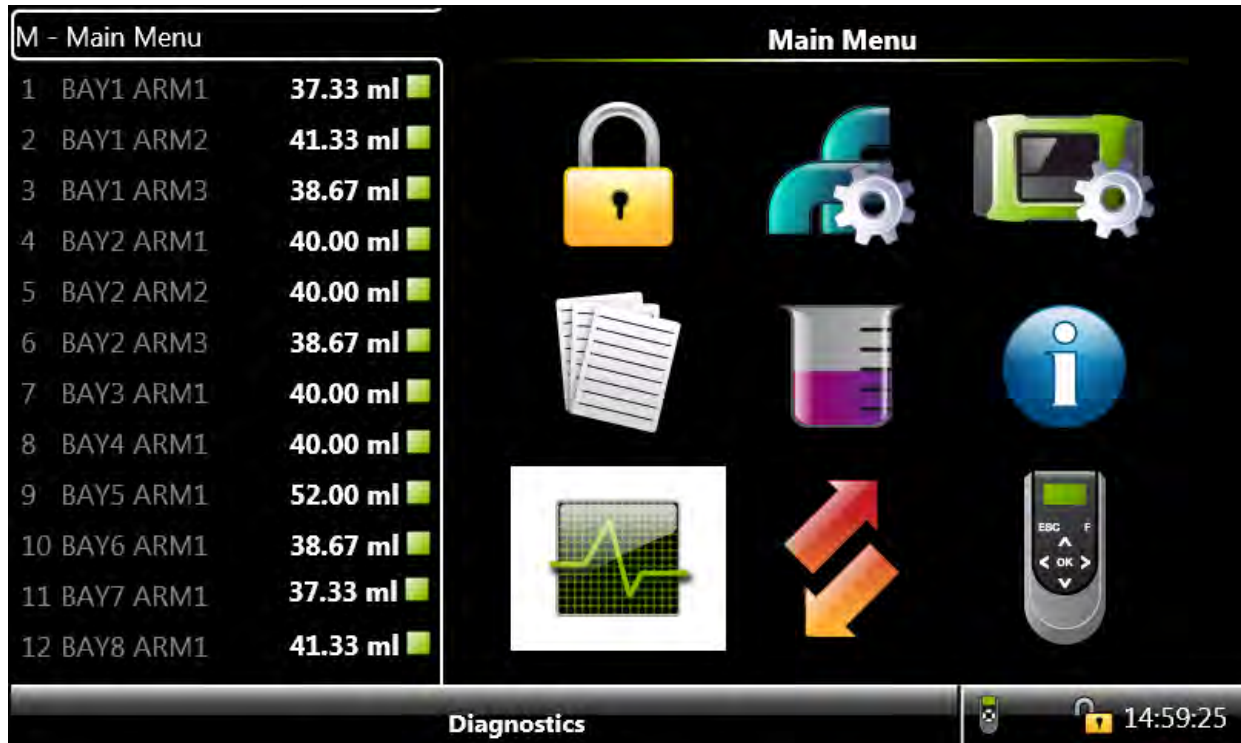 M - Main Menu
Main Menu
1 BAY1 ARM1 37.33 ml
2 BAY1 ARM2 41.33 ml
3 BAY1 ARM3 38.67 ml
4 BAY2 ARM1 40.00 ml
5 BAY2 ARM2 40.00 ml
6 BAY2 ARM3 38.67 ml
7 BAY3 ARM1 40.00 ml
8 BAY4 ARM1 40.00 ml
9 BAY5 ARM1 52.00 ml
10 BAY6 ARM1 38.67 ml
11 BAY7 ARM1 37.33 ml
12 BAY8 ARM1 41.33 ml
ESC F
OK
Diagnostics
14:59:25